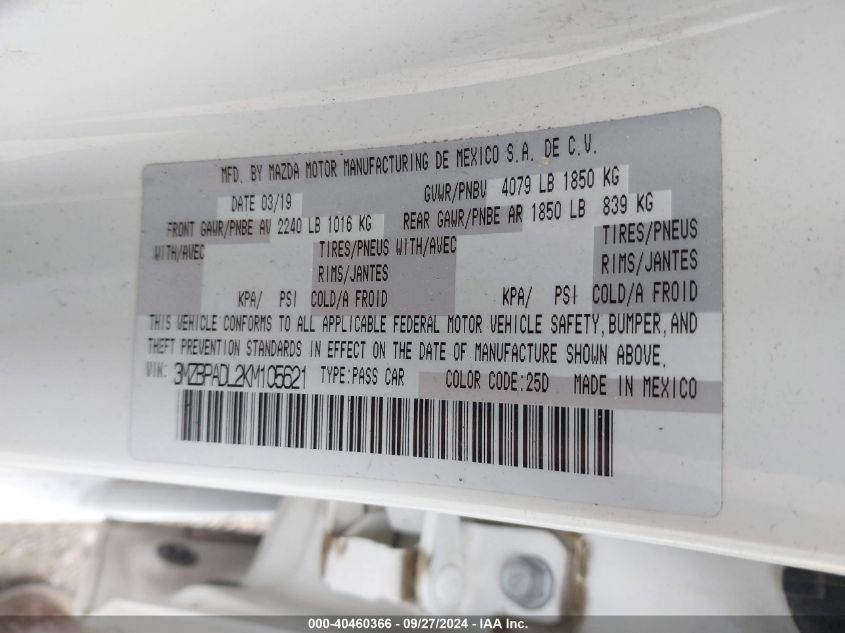 MFD. BY MAZDA MOTOR MANUFACTURING DE MEXICO S.A. DE C.V.
DATE 03/19 GVWR/PNBV 4079 LB 1850 KG
FRONT GAWR/PNBE AV 2240 LB 1016 KG REAR GAWR/PNBE AR 1850 LB 839 KG
WITH/AVEC TIRES/PNEUS WITH/AVEC TIRES/PNEUS
RIMS/JANTES RIMS/JANTES
KPA/ PSI COLD/A FROID KPA/ PSI COLD/A FROID
THIS VEHICLE CONFORMS TO ALL APPLICABLE FEDERAL MOTOR VEHICLE SAFETY, BUMPER, AND
THEFT PREVENTION STANDARDS IN EFFECT ON THE DATE OF MANUFACTURE SHOWN ABOVE.
VIN: 3MZBPADL2KM105621 TYPE:PASS CAR COLOR CODE:25D MADE IN MEXICO
000-40460366 - 09/27/2024 - IAA Inc.